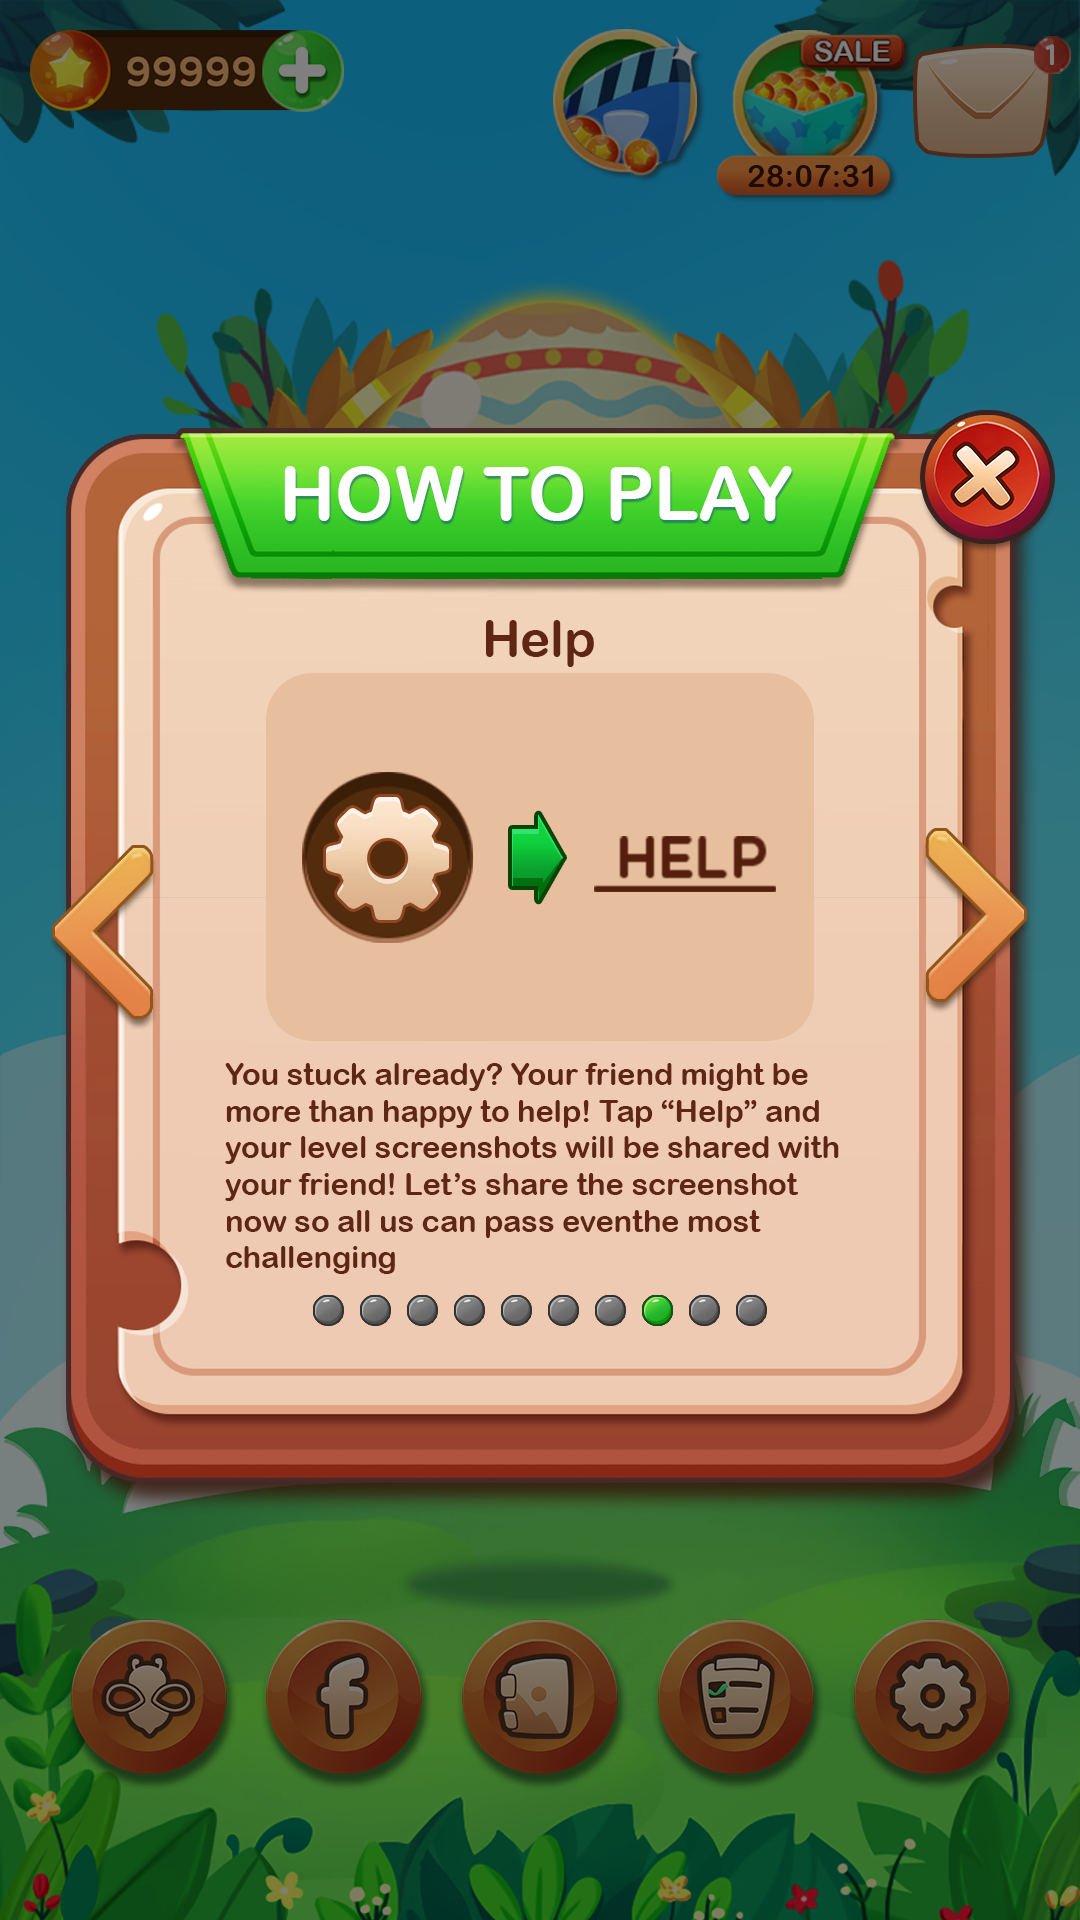 99999
SALE
1
28:07:31
HOW TO PLAY
Help
HELP
You stuck already? Your friend might be
more than happy to help! Tap “Help” and
your level screenshots will be shared with
your friend! Let’s share the screenshot
now so all us can pass eventhe most
challenging
f